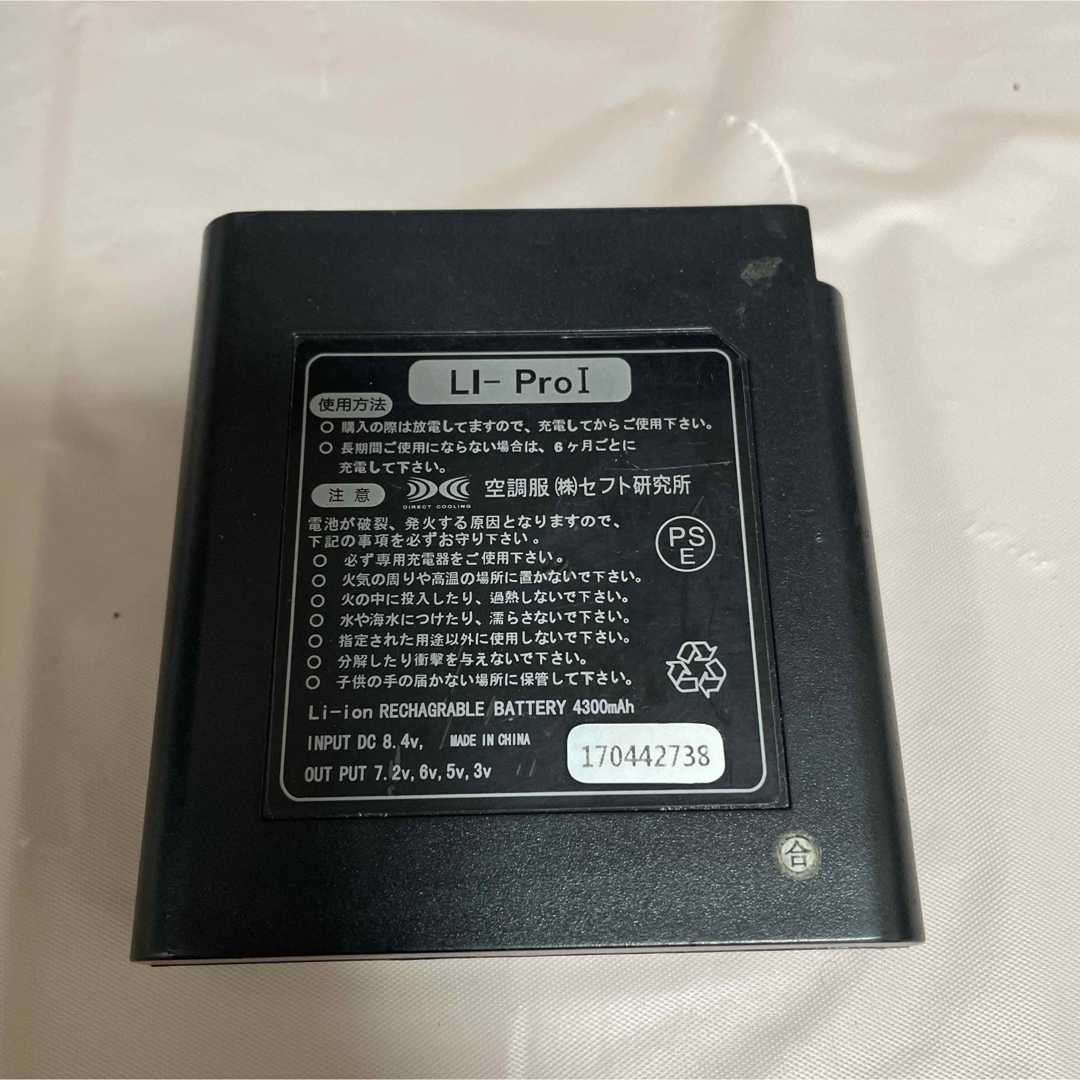 LI- ProI
使用方法
○ 購入の際は放電してますので、充電してからご使用下さい。
○ 長期間ご使用にならない場合は、6ヶ月ごとに
充電して下さい。
注意
DIRECT COOLING
空調服㈱セフト研究所
電池が破裂、発火する原因となりますので、
下記の事項を必ずお守り下さい。
PS
E
○ 必ず専用充電器をご使用下さい。
○ 火気の周りや高温の場所に置かないで下さい。
○ 火の中に投入したり、過熱しないで下さい。
○ 水や海水につけたり、濡らさないで下さい。
○ 指定された用途以外に使用しないで下さい。
○ 分解したり衝撃を与えないで下さい。
○ 子供の手の届かない場所に保管して下さい。
Li-ion RECHAGRABLE BATTERY 4300mAh
INPUT DC 8.4v, MADE IN CHINA
OUT PUT 7.2v,6v,5v,3v
170442738
合